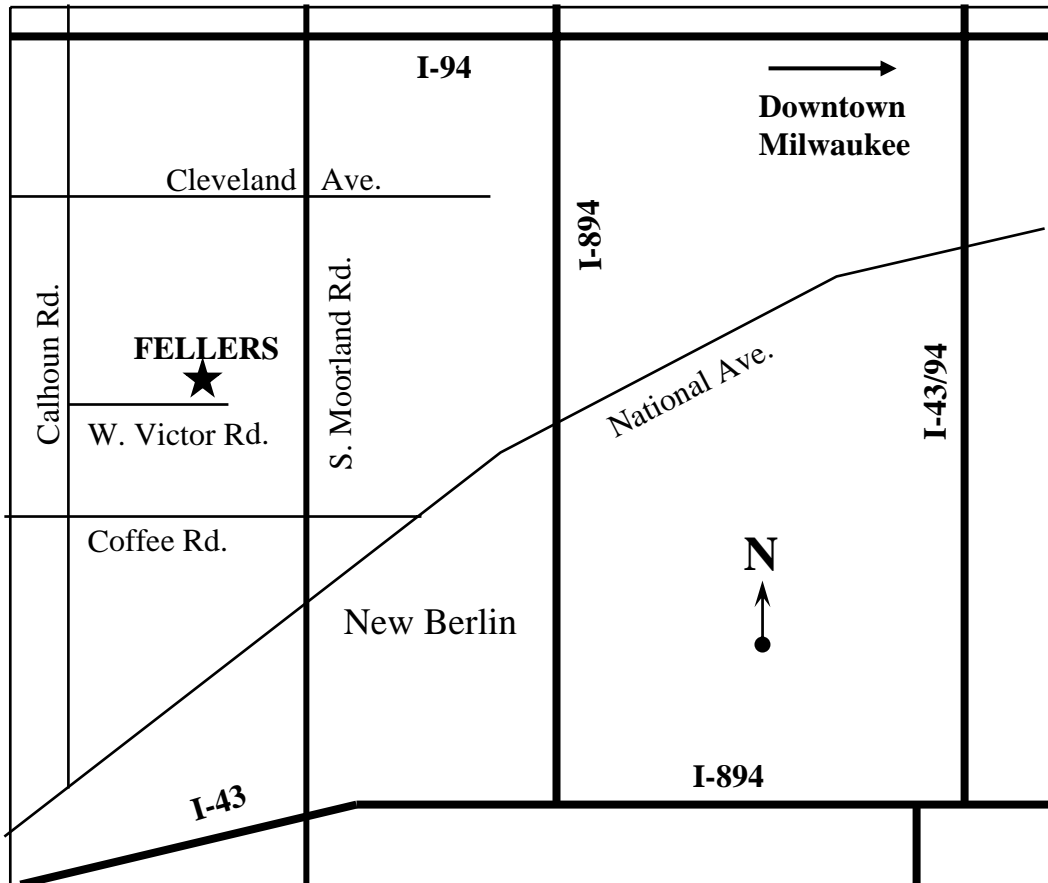 I-94
Downtown
Milwaukee
Cleveland Ave.
I-894
Calhoun Rd.
FELLERS
S. Moorland Rd.
National Ave.
I-43/94
W. Victor Rd.
Coffee Rd.
N
New Berlin
I-894
I-43